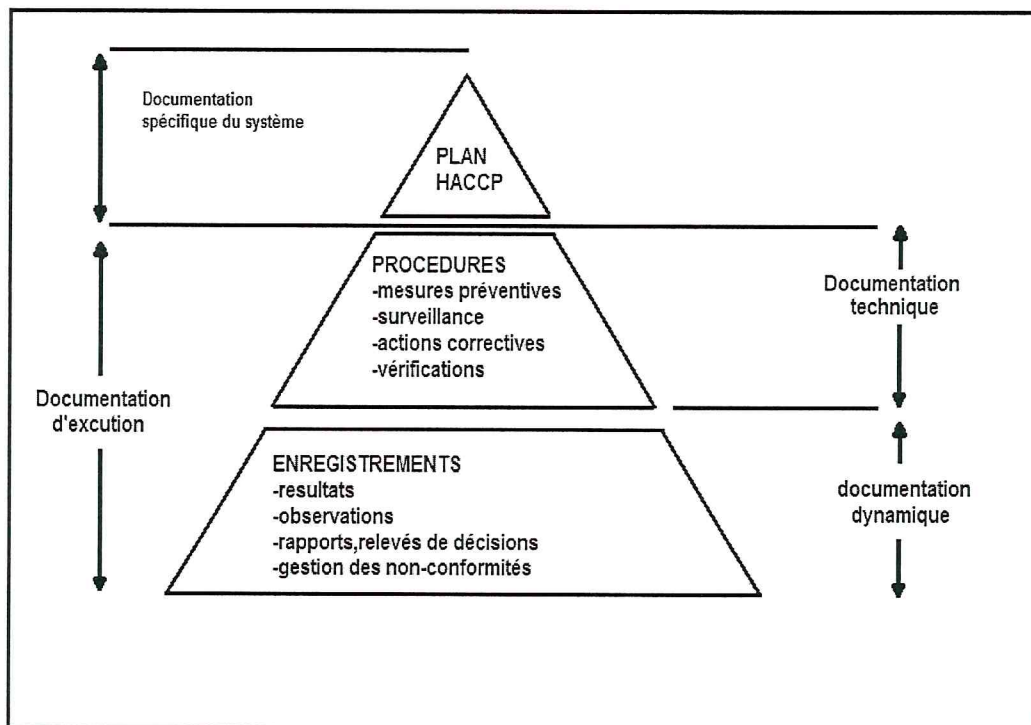 Documentation
spécifique du système
PLAN
HACCP
PROCEDURES
-mesures préventives
-surveillance
-actions correctives
-vérifications
Documentation
technique
Documentation
d'excution
ENREGISTREMENTS
-resultats
-observations
-rapports,relevés de décisions
-gestion des non-conformités
documentation
dynamique